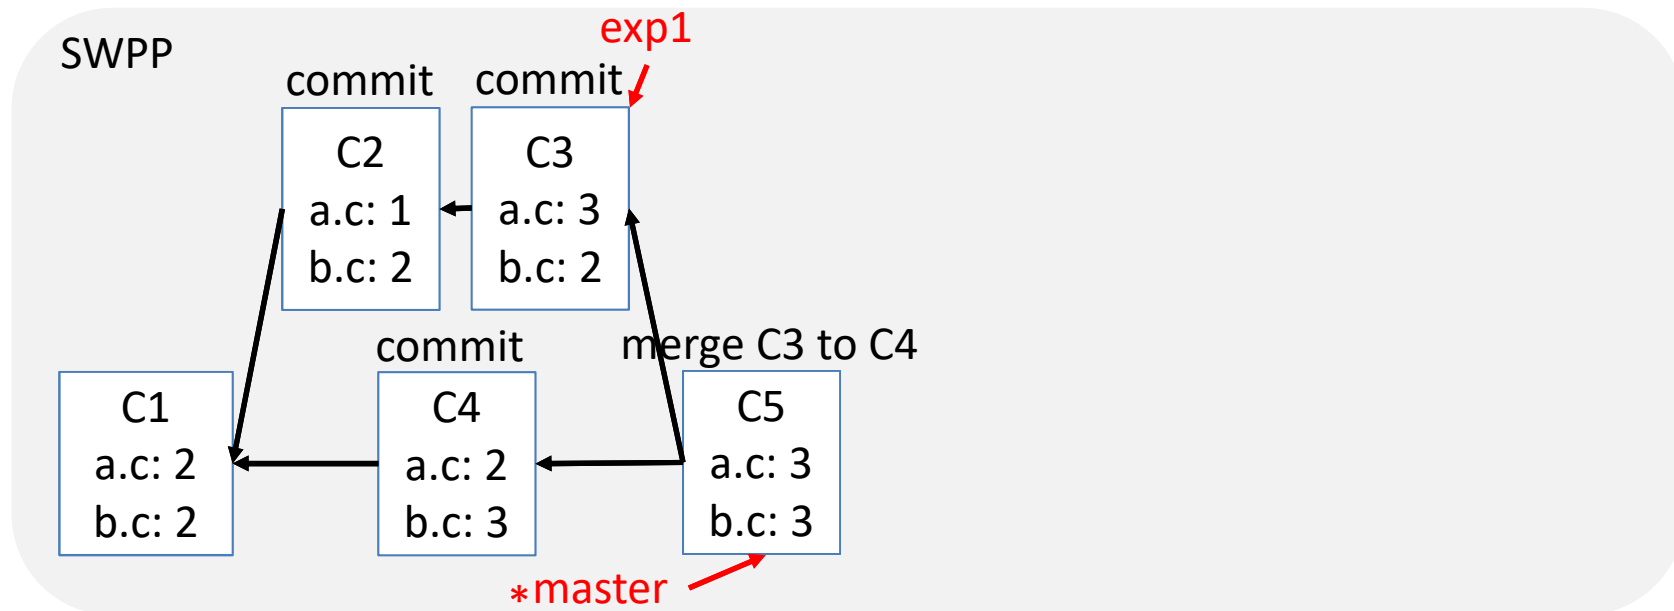 SWPP
exp1
commit
commit
C2
a.c: 1
b.c: 2
C3
a.c: 3
b.c: 2
commit
merge C3 to C4
C1
a.c: 2
b.c: 2
C4
a.c: 2
b.c: 3
C5
a.c: 3
b.c: 3
*master